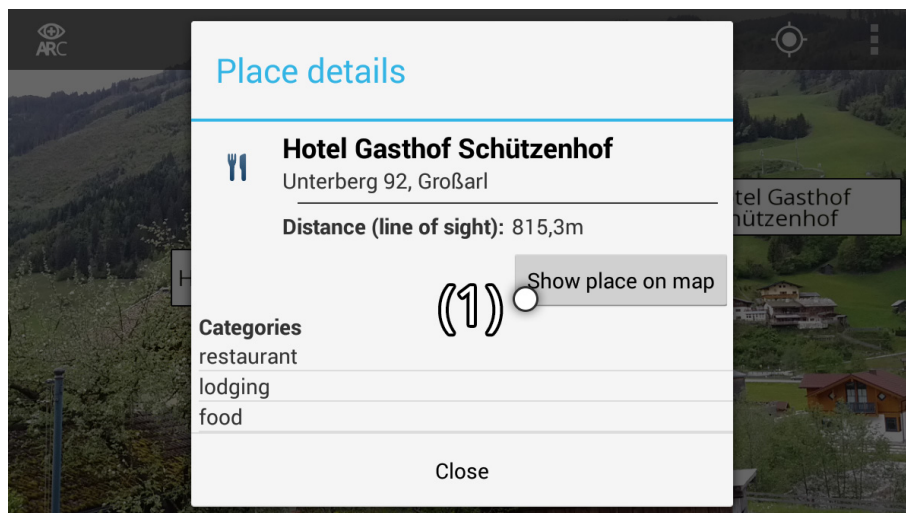 ARC
Place details
Hotel Gasthof Schützenhof
Unterberg 92, Großarl
tel Gasthof
hützenhof
Distance (line of sight): 815,3m
H
Show place on map
(1)
Categories
restaurant
lodging
food
Close